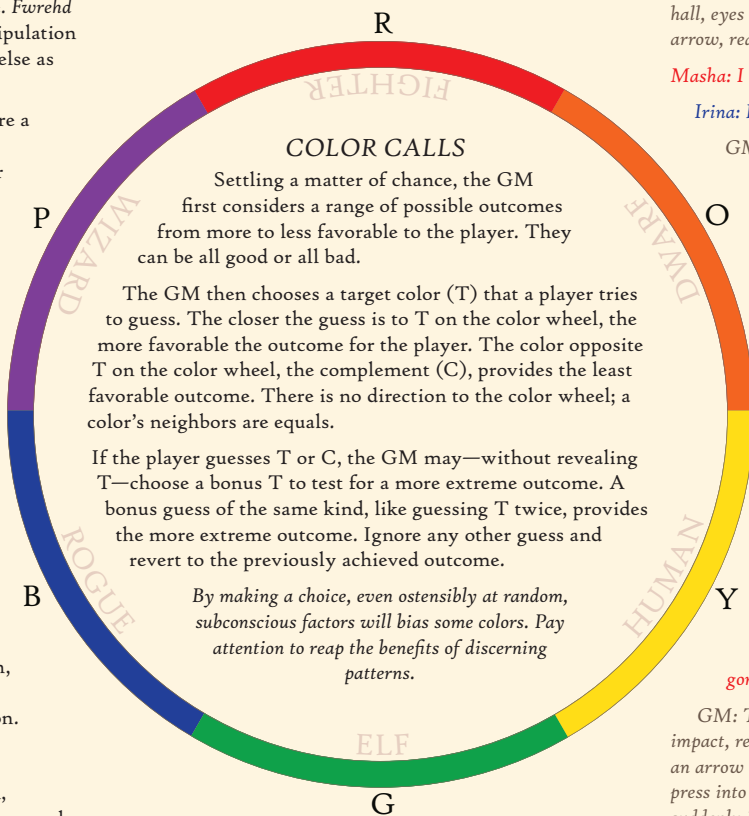 . Fwrehd
ipulation
else as
re a
R
hall, eyes
arrow, rea
Masha: I
Irina: I
GM
FIGHTER
WIZARD
DWARF
P
O
COLOR CALLS
Settling a matter of chance, the GM
first considers a range of possible outcomes
from more to less favorable to the player. They
can be all good or all bad.
The GM then chooses a target color (T) that a player tries
to guess. The closer the guess is to T on the color wheel, the
more favorable the outcome for the player. The color opposite
T on the color wheel, the complement (C), provides the least
favorable outcome. There is no direction to the color wheel; a
color's neighbors are equals.
If the player guesses T or C, the GM may—without revealing
T—choose a bonus T to test for a more extreme outcome. A
bonus guess of the same kind, like guessing T twice, provides
the more extreme outcome. Ignore any other guess and
revert to the previously achieved outcome.
By making a choice, even ostensibly at random,
subconscious factors will bias some colors. Pay
attention to reap the benefits of discerning
patterns.
ROGUE
HUMAN
B
Y
ELF
G
n,
on.
gon
GM: T
impact, re
an arrow
press into